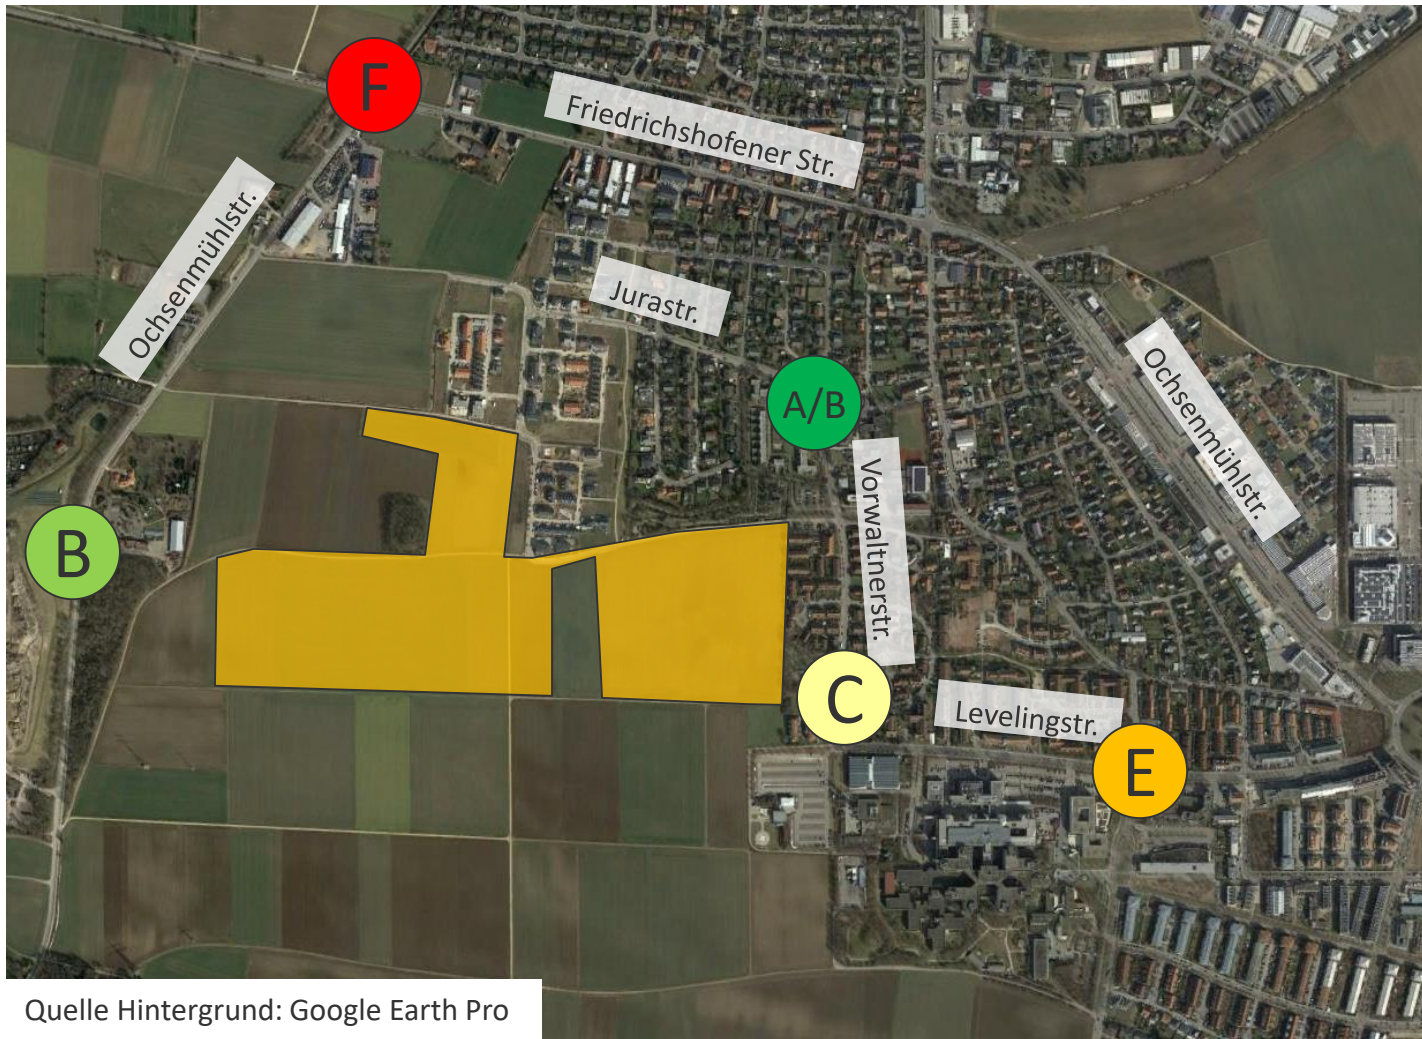 F
Friedrichshofener Str.
Ochsenmühlstr.
Jurastr.
Ochsenmühlstr.
A/B
Vorwaltnerstr.
B
C
Levelingstr.
E
Quelle Hintergrund: Google Earth Pro